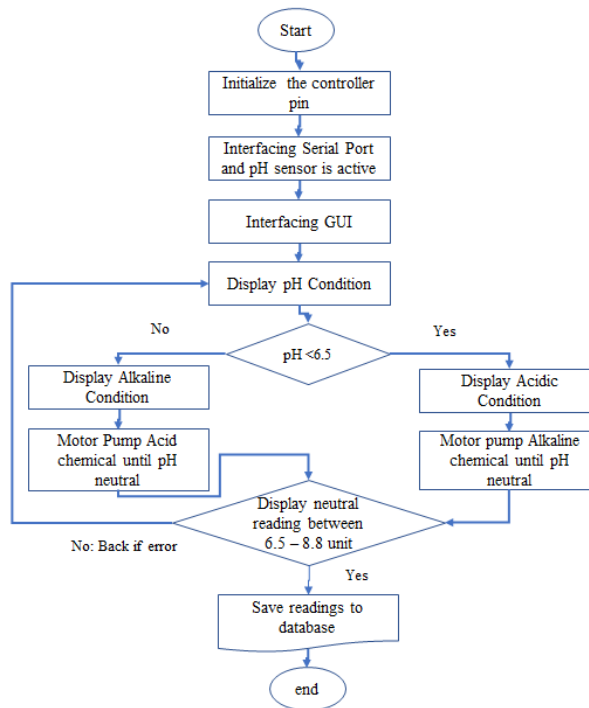 Start
Initialize the controller
pin
Interfacing Serial Port
and pH sensor is active
Interfacing GUI
Display pH Condition
No
Yes
pH <6.5
Display Alkaline
Condition
Display Acidic
Condition
Motor Pump Acid
chemical until pH
neutral
Motor pump Alkaline
chemical until pH
neutral
Display neutral
reading between
6.5 – 8.8 unit
No: Back if error
Yes
Save readings to
database
end